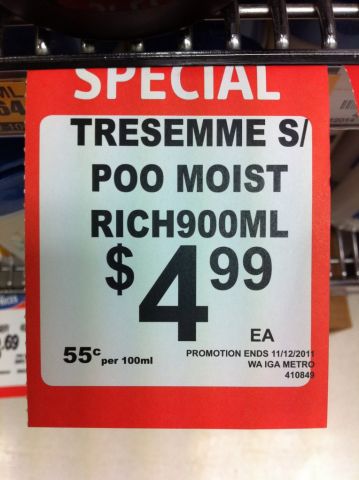 SPECIAL
TRESEMME S/
POO MOIST
RICH900ML
$4.99
EA
55c per 100ml
PROMOTION ENDS 11/12/2011
WA IGA METRO
410849
.69